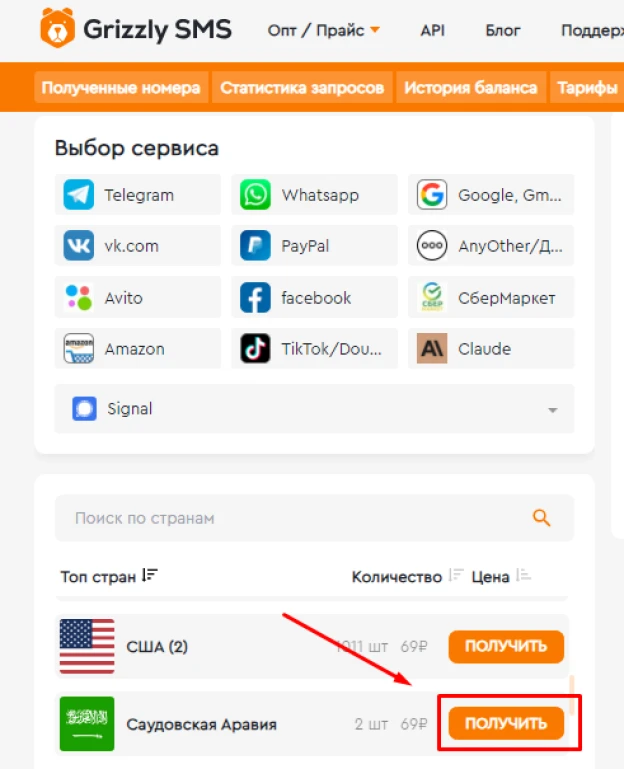 Grizzly SMS
Опт / Прайс
API
Блог
Поддерж
Полученные номера
Статистика запросов
История баланса
Тарифы
Выбор сервиса
Telegram
Whatsapp
Google, Gm...
vk.com
PayPal
AnyOther/Д...
Avito
facebook
СБЕР
СберМаркет
amazon
Amazon
TikTok/Dou...
Claude
Signal
Поиск по странам
Топ стран
Количество
Цена
США (2)
1011 шт
69₽
ПОЛУЧИТЬ
Саудовская Аравия
2 шт
69₽
ПОЛУЧИТЬ